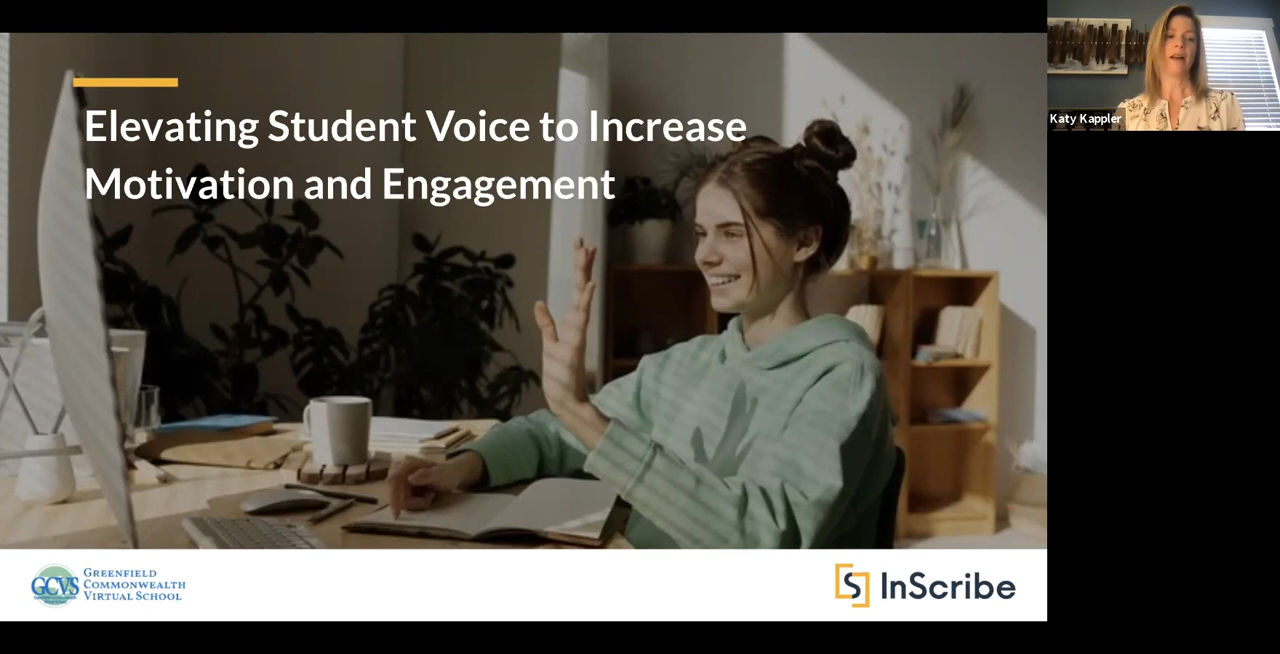 Elevating Student Voice to Increase
Motivation and Engagement
Katy Kappler
GCVS
GREENFIELD
COMMONWEALTH
VIRTUAL SCHOOL
InScribe